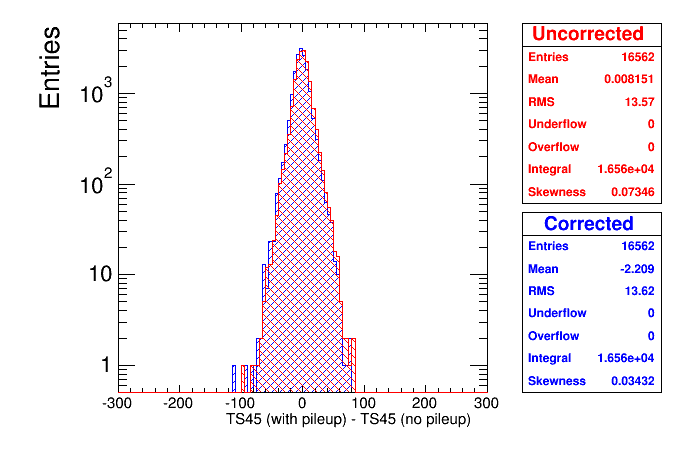 Entries
10³
10²
10
1
-300 -200 -100 0 100 200 300
TS45 (with pileup) - TS45 (no pileup)
Uncorrected
Entries 16562
Mean 0.008151
RMS 13.57
Underflow 0
Overflow 0
Integral 1.656e+04
Skewness 0.07346
Corrected
Entries 16562
Mean -2.209
RMS 13.62
Underflow 0
Overflow 0
Integral 1.656e+04
Skewness 0.03432